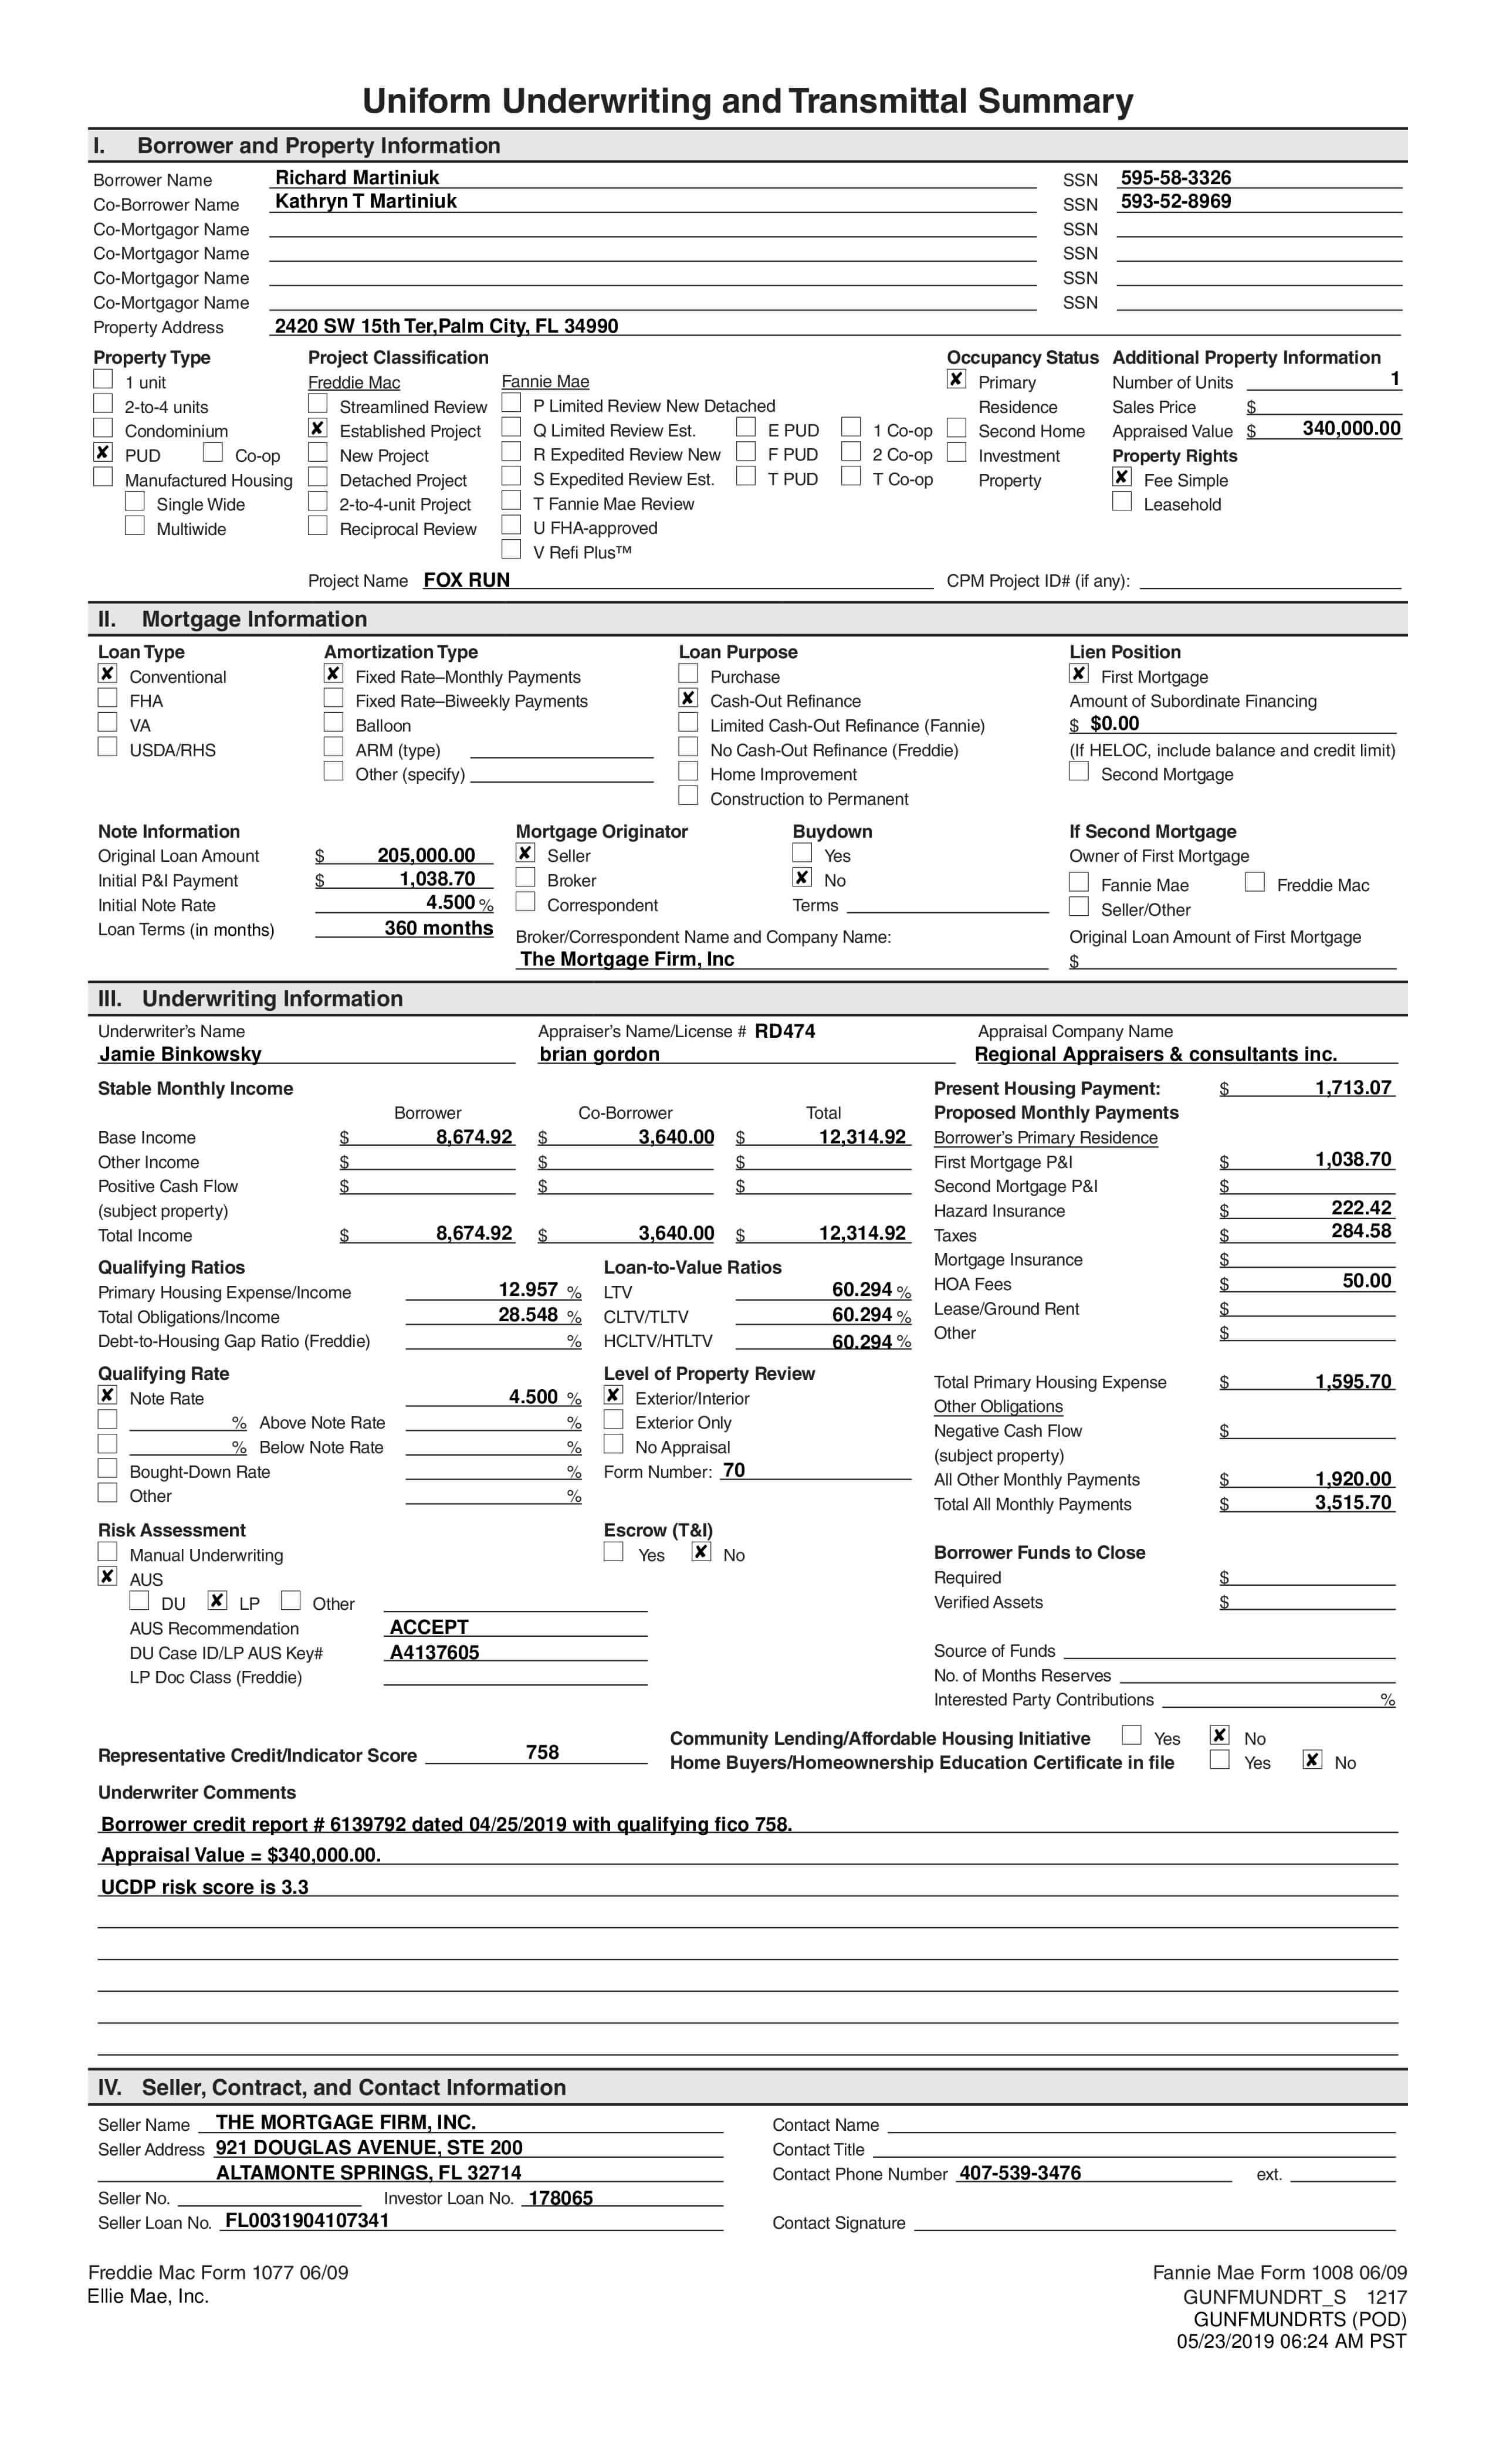 Uniform Underwriting and Transmittal Summary
I. Borrower and Property Information
Borrower Name Richard Martiniuk SSN 595-58-3326
Co-Borrower Name Kathryn T Martiniuk SSN 593-52-8969
Co-Mortgagor Name SSN
Co-Mortgagor Name SSN
Co-Mortgagor Name SSN
Co-Mortgagor Name SSN
Property Address 2420 SW 15th Ter,Palm City, FL 34990
Property Type Project Classification Occupancy Status Additional Property Information
1 unit Freddie Mac Fannie Mae ✘ Primary Number of Units 1
2-to-4 units Streamlined Review P Limited Review New Detached Residence Sales Price $
Condominium ✘ Established Project Q Limited Review Est. E PUD 1 Co-op Second Home Appraised Value $ 340,000.00
✘ PUD Co-op New Project R Expedited Review New F PUD 2 Co-op Investment Property Rights
Manufactured Housing Detached Project S Expedited Review Est. T PUD T Co-op Property ✘ Fee Simple
Single Wide 2-to-4-unit Project T Fannie Mae Review Leasehold
Multiwide Reciprocal Review U FHA-approved
V Refi Plus™
Project Name FOX RUN CPM Project ID# (if any):
II. Mortgage Information
Loan Type Amortization Type Loan Purpose Lien Position
✘ Conventional ✘ Fixed Rate–Monthly Payments Purchase ✘ First Mortgage
FHA Fixed Rate–Biweekly Payments ✘ Cash-Out Refinance Amount of Subordinate Financing
VA Balloon Limited Cash-Out Refinance (Fannie) $ $0.00
USDA/RHS ARM (type) No Cash-Out Refinance (Freddie) (If HELOC, include balance and credit limit)
Other (specify) Home Improvement Second Mortgage
Construction to Permanent
Note Information Mortgage Originator Buydown If Second Mortgage
Original Loan Amount $ 205,000.00 ✘ Seller Yes Owner of First Mortgage
Initial P&I Payment $ 1,038.70 Broker ✘ No Fannie Mae Freddie Mac
Initial Note Rate 4.500 % Correspondent Terms Seller/Other
Loan Terms (in months) 360 months Broker/Correspondent Name and Company Name: Original Loan Amount of First Mortgage
The Mortgage Firm, Inc $
III. Underwriting Information
Underwriter's Name Appraiser's Name/License # RD474 Appraisal Company Name
Jamie Binkowsky brian gordon Regional Appraisers & consultants inc.
Stable Monthly Income Present Housing Payment: $ 1,713.07
Borrower Co-Borrower Total Proposed Monthly Payments
Base Income $ 8,674.92 $ 3,640.00 $ 12,314.92 Borrower's Primary Residence
Other Income $ $ $ First Mortgage P&I $ 1,038.70
Positive Cash Flow $ $ $ Second Mortgage P&I $
(subject property) Hazard Insurance $ 222.42
Total Income $ 8,674.92 $ 3,640.00 $ 12,314.92 Taxes $ 284.58
Qualifying Ratios Loan-to-Value Ratios Mortgage Insurance $
Primary Housing Expense/Income 12.957 % LTV 60.294 % HOA Fees $ 50.00
Total Obligations/Income 28.548 % CLTV/TLTV 60.294 % Lease/Ground Rent $
Debt-to-Housing Gap Ratio (Freddie) % HCLTV/HTLTV 60.294 % Other $
Qualifying Rate Level of Property Review Total Primary Housing Expense $ 1,595.70
✘ Note Rate 4.500 % ✘ Exterior/Interior Other Obligations
% Above Note Rate % Exterior Only Negative Cash Flow $
% Below Note Rate % No Appraisal (subject property)
Bought-Down Rate % Form Number: 70 All Other Monthly Payments $ 1,920.00
Other % Total All Monthly Payments $ 3,515.70
Risk Assessment Escrow (T&I)
Manual Underwriting Yes ✘ No Borrower Funds to Close
✘ AUS Required $
DU ✘ LP Other Verified Assets $
AUS Recommendation ACCEPT
DU Case ID/LP AUS Key# A4137605 Source of Funds
LP Doc Class (Freddie) No. of Months Reserves
Interested Party Contributions %
Community Lending/Affordable Housing Initiative Yes ✘ No
Representative Credit/Indicator Score 758 Home Buyers/Homeownership Education Certificate in file Yes ✘ No
Underwriter Comments
Borrower credit report # 6139792 dated 04/25/2019 with qualifying fico 758.
Appraisal Value = $340,000.00.
UCDP risk score is 3.3
IV. Seller, Contract, and Contact Information
Seller Name THE MORTGAGE FIRM, INC. Contact Name
Seller Address 921 DOUGLAS AVENUE, STE 200 Contact Title
ALTAMONTE SPRINGS, FL 32714 Contact Phone Number 407-539-3476 ext.
Seller No. Investor Loan No. 178065
Seller Loan No. FL0031904107341 Contact Signature
Freddie Mac Form 1077 06/09 Fannie Mae Form 1008 06/09
Ellie Mae, Inc. GUNFMUNDRT_S 1217
GUNFMUNDRTS (POD)
05/23/2019 06:24 AM PST